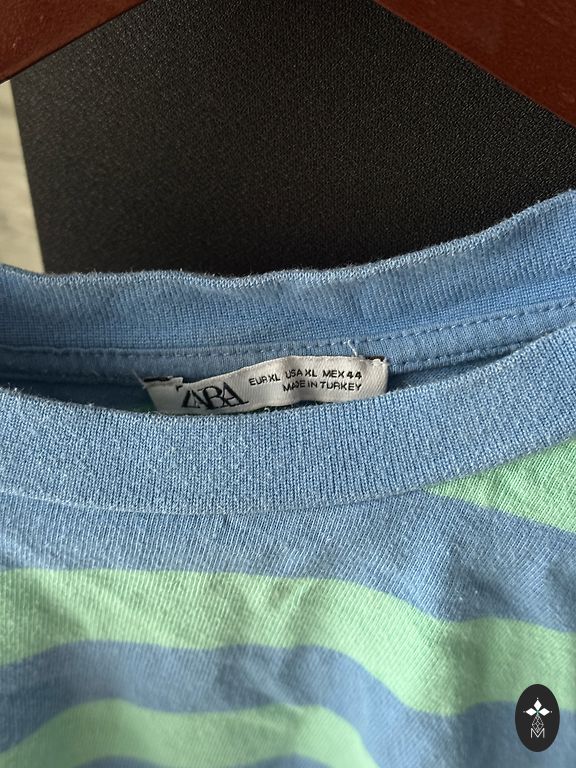 ZARA
EUR XL USA XL MEX 44
MADE IN TURKEY
M